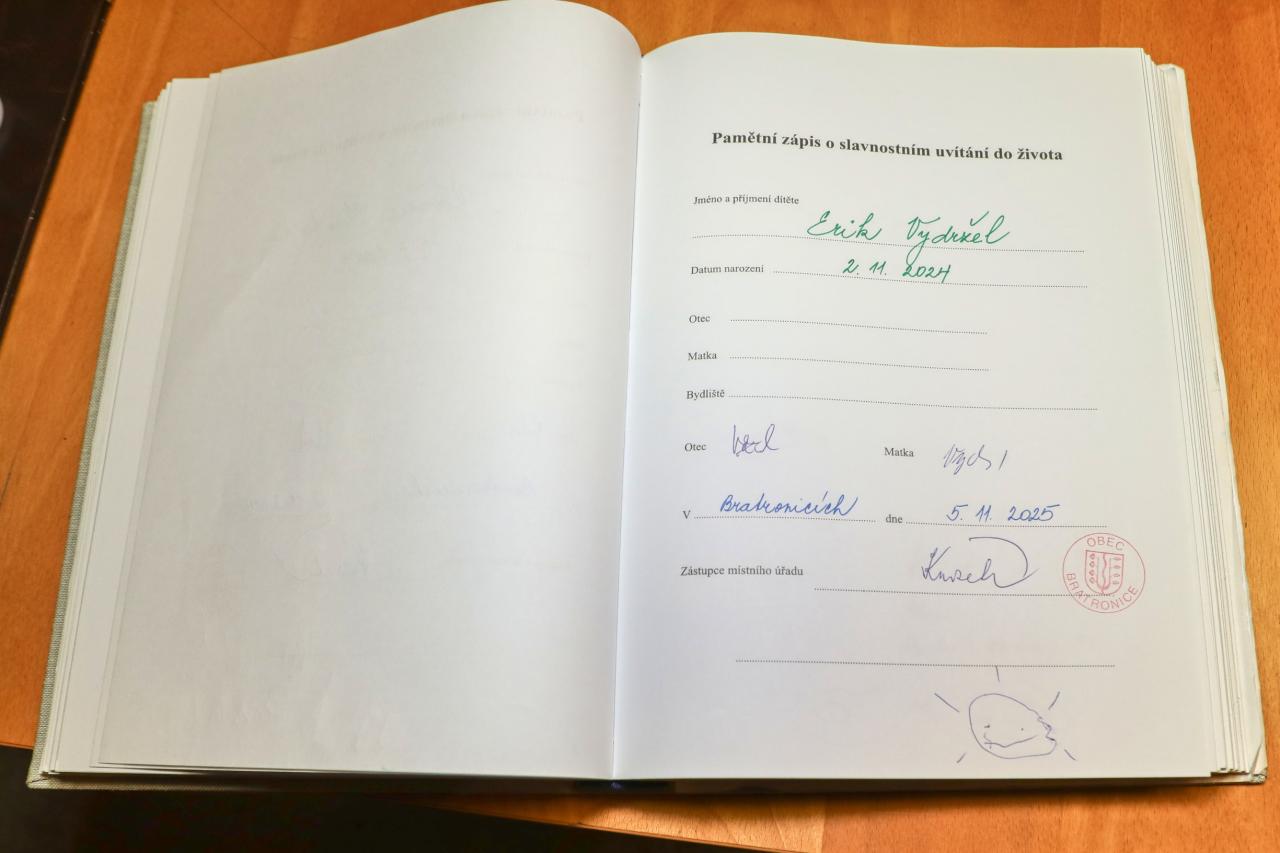 Pamětní zápis o slavnostním uvítání do života
Jméno a příjmení dítěte
Erik Vydržel
Datum narození 2. 11. 2024
Otec
Matka
Bydliště
Otec Matka
V Bratronicích dne 5. 11. 2025
Zástupce místního úřadu
OBEC
BRATRONICE